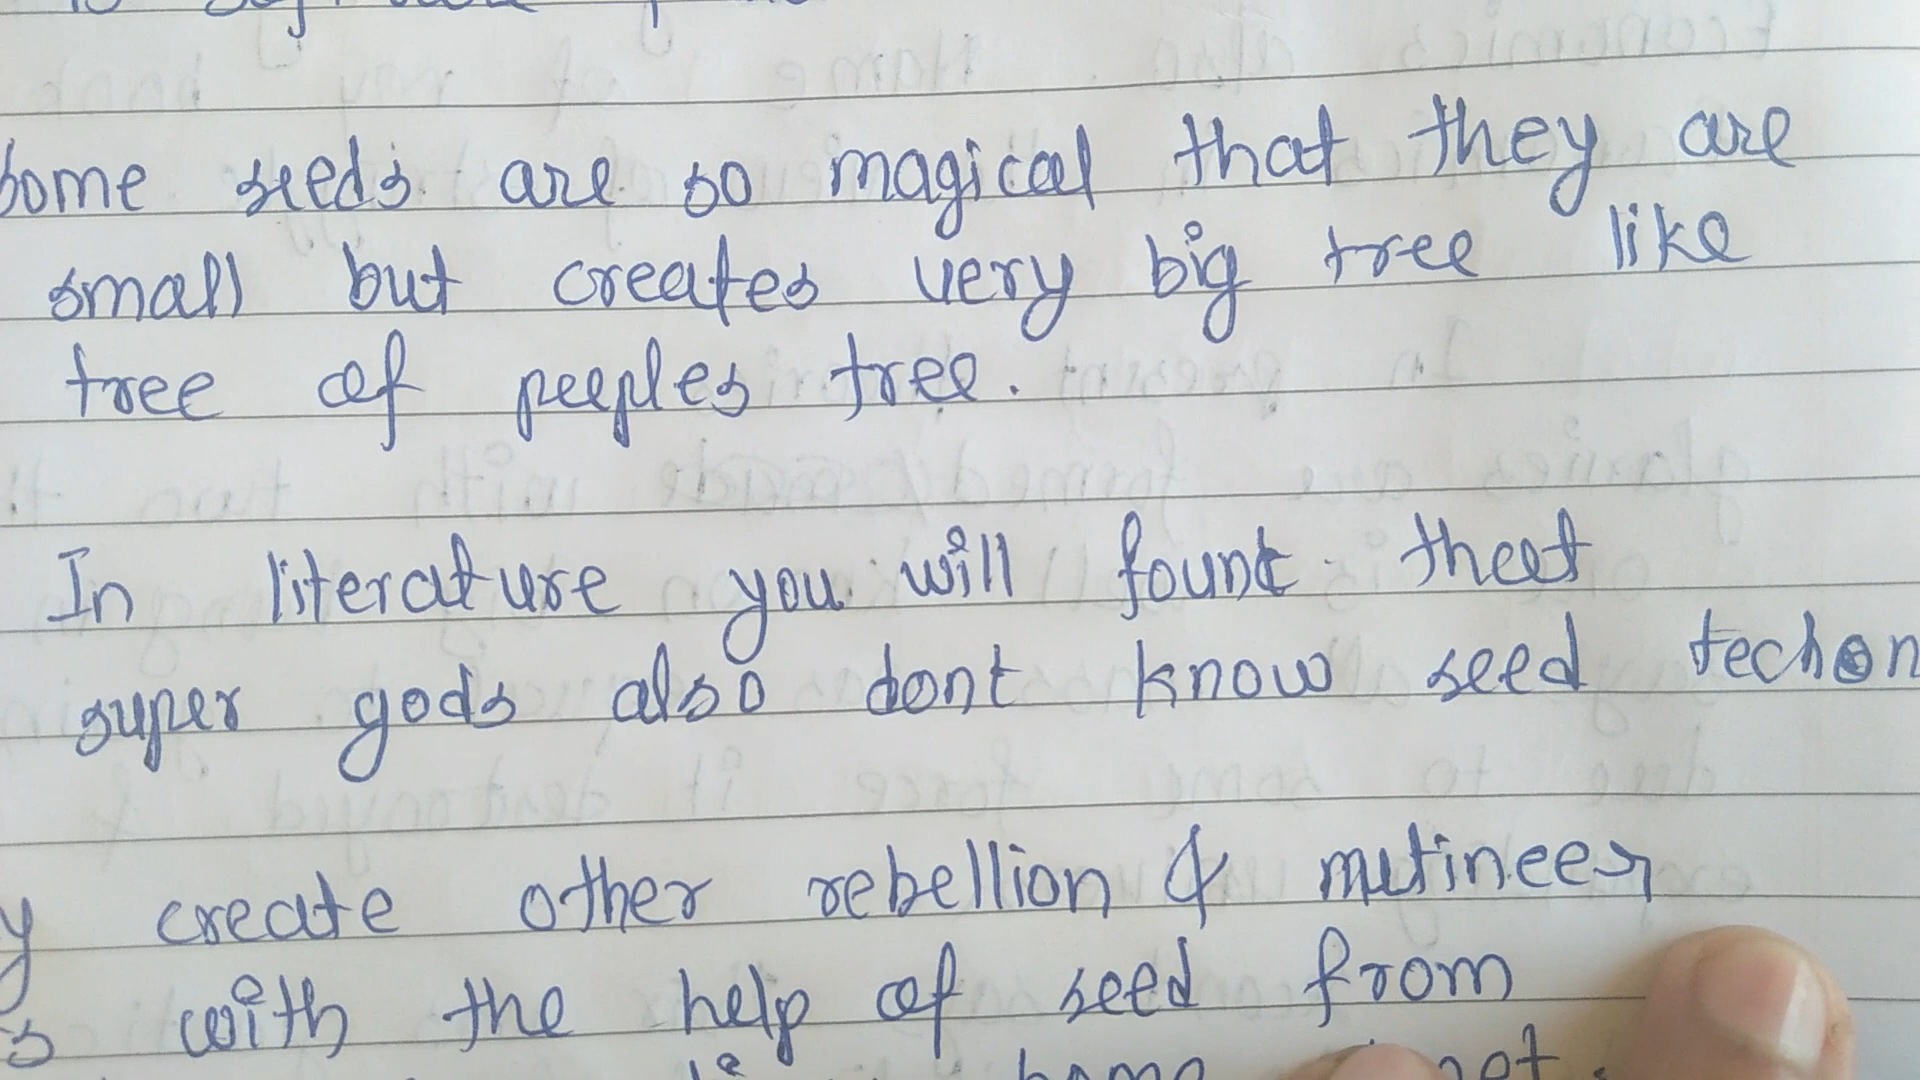 Some seeds are so magical that they are
small but creates very big tree like
tree of peeples tree.
In literature you will fount that
super gods also dont know seed techon
y create other rebellion & mutineer
s with the help of seed from